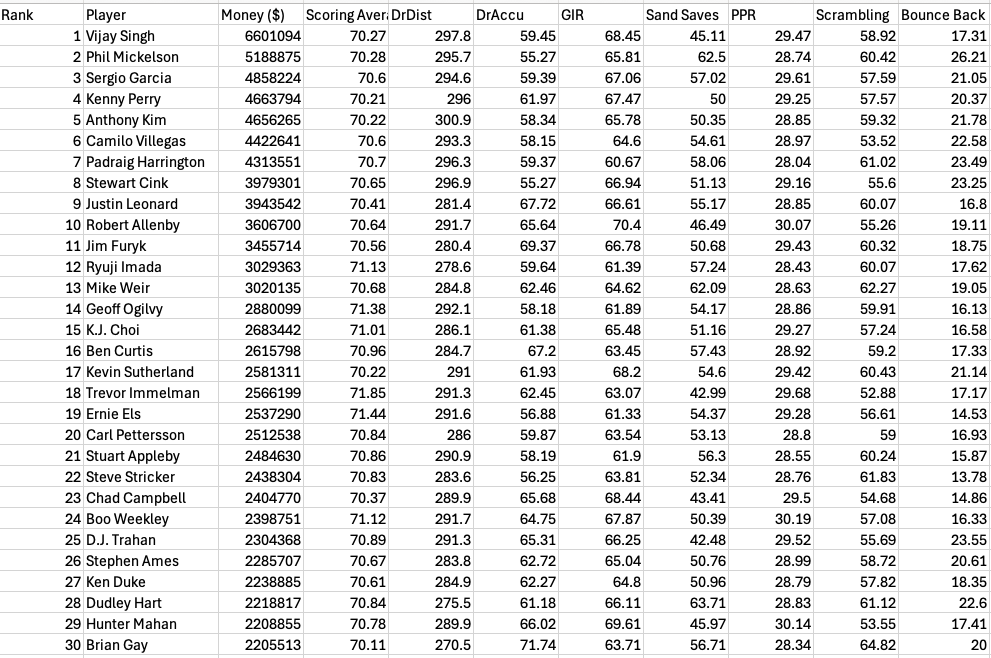 Rank Player Money ($) Scoring Avera DrDist DrAccu GIR Sand Saves PPR Scrambling Bounce Back
1 Vijay Singh 6601094 70.27 297.8 59.45 68.45 45.11 29.47 58.92 17.31
2 Phil Mickelson 5188875 70.28 295.7 55.27 65.81 62.5 28.74 60.42 26.21
3 Sergio Garcia 4858224 70.6 294.6 59.39 67.06 57.02 29.61 57.59 21.05
4 Kenny Perry 4663794 70.21 296 61.97 67.47 50 29.25 57.57 20.37
5 Anthony Kim 4656265 70.22 300.9 58.34 65.78 50.35 28.85 59.32 21.78
6 Camilo Villegas 4422641 70.6 293.3 58.15 64.6 54.61 28.97 53.52 22.58
7 Padraig Harrington 4313551 70.7 296.3 59.37 60.67 58.06 28.04 61.02 23.49
8 Stewart Cink 3979301 70.65 296.9 55.27 66.94 51.13 29.16 55.6 23.25
9 Justin Leonard 3943542 70.41 281.4 67.72 66.61 55.17 28.85 60.07 16.8
10 Robert Allenby 3606700 70.64 291.7 65.64 70.4 46.49 30.07 55.26 19.11
11 Jim Furyk 3455714 70.56 280.4 69.37 66.78 50.68 29.43 60.32 18.75
12 Ryuji Imada 3029363 71.13 278.6 59.64 61.39 57.24 28.43 60.07 17.62
13 Mike Weir 3020135 70.68 284.8 62.46 64.62 62.09 28.63 62.27 19.05
14 Geoff Ogilvy 2880099 71.38 292.1 58.18 61.89 54.17 28.86 59.91 16.13
15 K.J. Choi 2683442 71.01 286.1 61.38 65.48 51.16 29.27 57.24 16.58
16 Ben Curtis 2615798 70.96 284.7 67.2 63.45 57.43 28.92 59.2 17.33
17 Kevin Sutherland 2581311 70.22 291 61.93 68.2 54.6 29.42 60.43 21.14
18 Trevor Immelman 2566199 71.85 291.3 62.45 63.07 42.99 29.68 52.88 17.17
19 Ernie Els 2537290 71.44 291.6 56.88 61.33 54.37 29.28 56.61 14.53
20 Carl Pettersson 2512538 70.84 286 59.87 63.54 53.13 28.8 59 16.93
21 Stuart Appleby 2484630 70.86 290.9 58.19 61.9 56.3 28.55 60.24 15.87
22 Steve Stricker 2438304 70.83 283.6 56.25 63.81 52.34 28.76 61.83 13.78
23 Chad Campbell 2404770 70.37 289.9 65.68 68.44 43.41 29.5 54.68 14.86
24 Boo Weekley 2398751 71.12 291.7 64.75 67.87 50.39 30.19 57.08 16.33
25 D.J. Trahan 2304368 70.89 291.3 65.31 66.25 42.48 29.52 55.69 23.55
26 Stephen Ames 2285707 70.67 283.8 62.72 65.04 50.76 28.99 58.72 20.61
27 Ken Duke 2238885 70.61 284.9 62.27 64.8 50.96 28.79 57.82 18.35
28 Dudley Hart 2218817 70.84 275.5 61.18 66.11 63.71 28.83 61.12 22.6
29 Hunter Mahan 2208855 70.78 289.9 66.02 69.61 45.97 30.14 53.55 17.41
30 Brian Gay 2205513 70.11 270.5 71.74 63.71 56.71 28.34 64.82 20